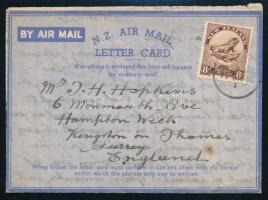 BY AIR MAIL
N.Z. AIR MAIL
LETTER CARD
If anything is enclosed this form will be sent
by ordinary mail.
NEW ZEALAND
8D
Mr J. H. Hopkins
6 Monmouth Ave
Hampton Wick
Kingston on Thames
Surrey
England
When folded the letter card must conform in size and shape with the border
within which the address only may be written.